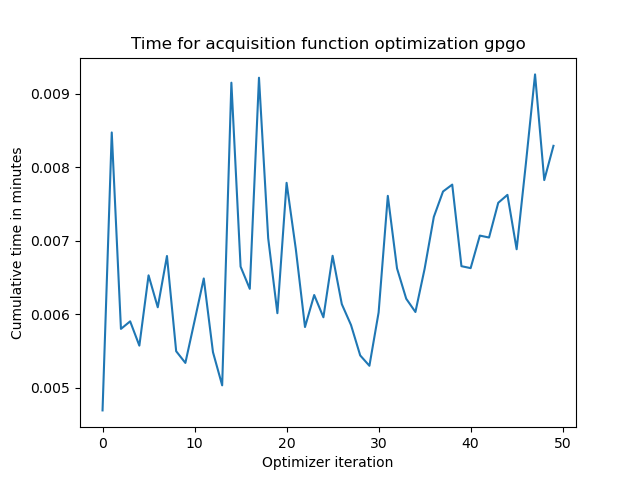 Time for acquisition function optimization gpgo
Cumulative time in minutes
0.009
0.008
0.007
0.006
0.005
0 10 20 30 40 50
Optimizer iteration